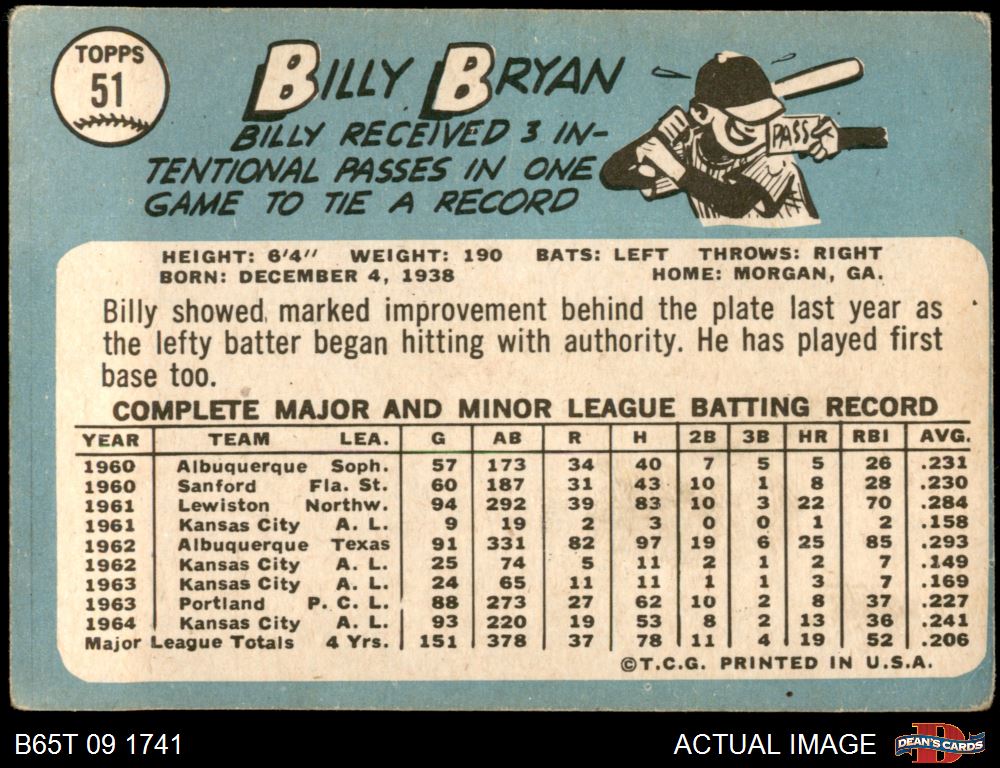 TOPPS
51
BILLY BRYAN
BILLY RECEIVED 3 IN-
TENTIONAL PASSES IN ONE
GAME TO TIE A RECORD
PASS
HEIGHT: 6'4" WEIGHT: 190 BATS: LEFT THROWS: RIGHT
BORN: DECEMBER 4, 1938 HOME: MORGAN, GA.
Billy showed marked improvement behind the plate last year as
the lefty batter began hitting with authority. He has played first
base too.
COMPLETE MAJOR AND MINOR LEAGUE BATTING RECORD
YEAR TEAM LEA. G AB R H 2B 3B HR RBI AVG.
1960 Albuquerque Soph. 57 173 34 40 7 5 5 26 .231
1960 Sanford Fla. St. 60 187 31 43 10 1 8 28 .230
1961 Lewiston Northw. 94 292 39 83 10 3 22 70 .284
1961 Kansas City A. L. 9 19 2 3 0 0 1 2 .158
1962 Albuquerque Texas 91 331 82 97 19 6 25 85 .293
1962 Kansas City A. L. 25 74 5 11 2 1 2 7 .149
1963 Kansas City A. L. 24 65 11 11 1 1 3 7 .169
1963 Portland P. C. L. 88 273 27 62 10 2 8 37 .227
1964 Kansas City A. L. 93 220 19 53 8 2 13 36 .241
Major League Totals 4 Yrs. 151 378 37 78 11 4 19 52 .206
©T.C.G. PRINTED IN U.S.A.
B65T 09 1741 ACTUAL IMAGE D DEAN'S CARDS